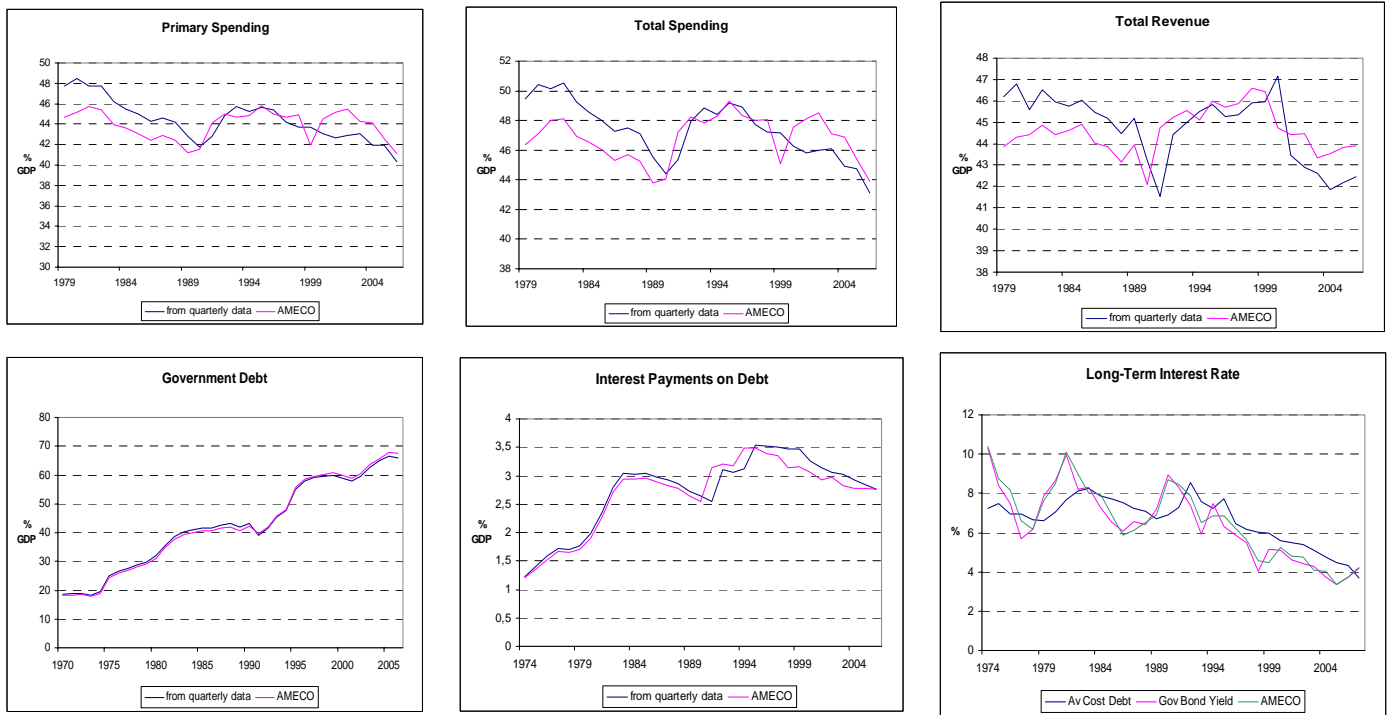 Primary Spending
50
48
46
44
42
40
38
36
34
32
30
%
GDP
1979 1984 1989 1994 1999 2004
from quarterly data AMECO
Total Spending
52
50
48
46
44
42
40
38
%
GDP
1979 1984 1989 1994 1999 2004
from quarterly data AMECO
Total Revenue
48
47
46
45
44
43
42
41
40
39
38
%
GDP
1979 1984 1989 1994 1999 2004
from quarterly data AMECO
Government Debt
80
70
60
50
40
30
20
10
0
%
GDP
1970 1975 1980 1985 1990 1995 2000 2005
from quarterly data AMECO
Interest Payments on Debt
4
3,5
3
2,5
2
1,5
1
0,5
0
%
GDP
1974 1979 1984 1989 1994 1999 2004
from quarterly data AMECO
Long-Term Interest Rate
12
10
8
6
4
2
0
%
1974 1979 1984 1989 1994 1999 2004
Av Cost Debt Gov Bond Yield AMECO